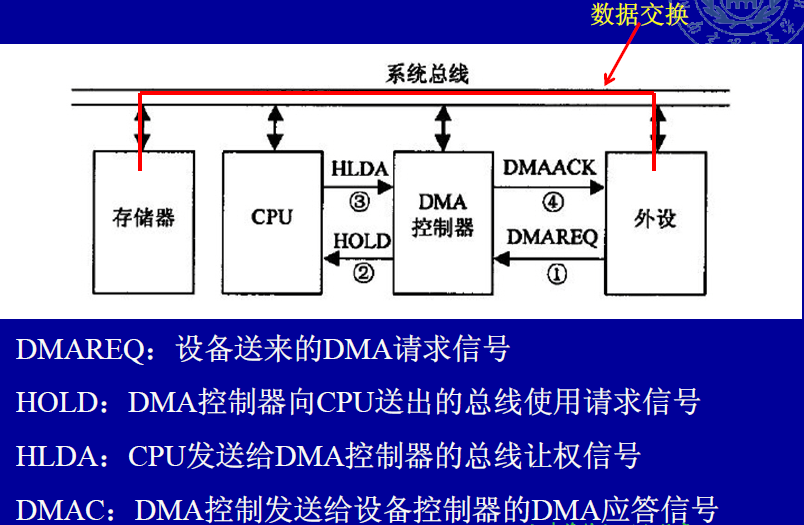 数据交换
系统总线
存储器
CPU
HLDA
③
HOLD
②
DMA
控制器
DMAACK
④
DMAREQ
①
外设
DMAREQ：设备送来的DMA请求信号
HOLD：DMA控制器向CPU送出的总线使用请求信号
HLDA：CPU发送给DMA控制器的总线让权信号
DMAC：DMA控制发送给设备控制器的DMA应答信号